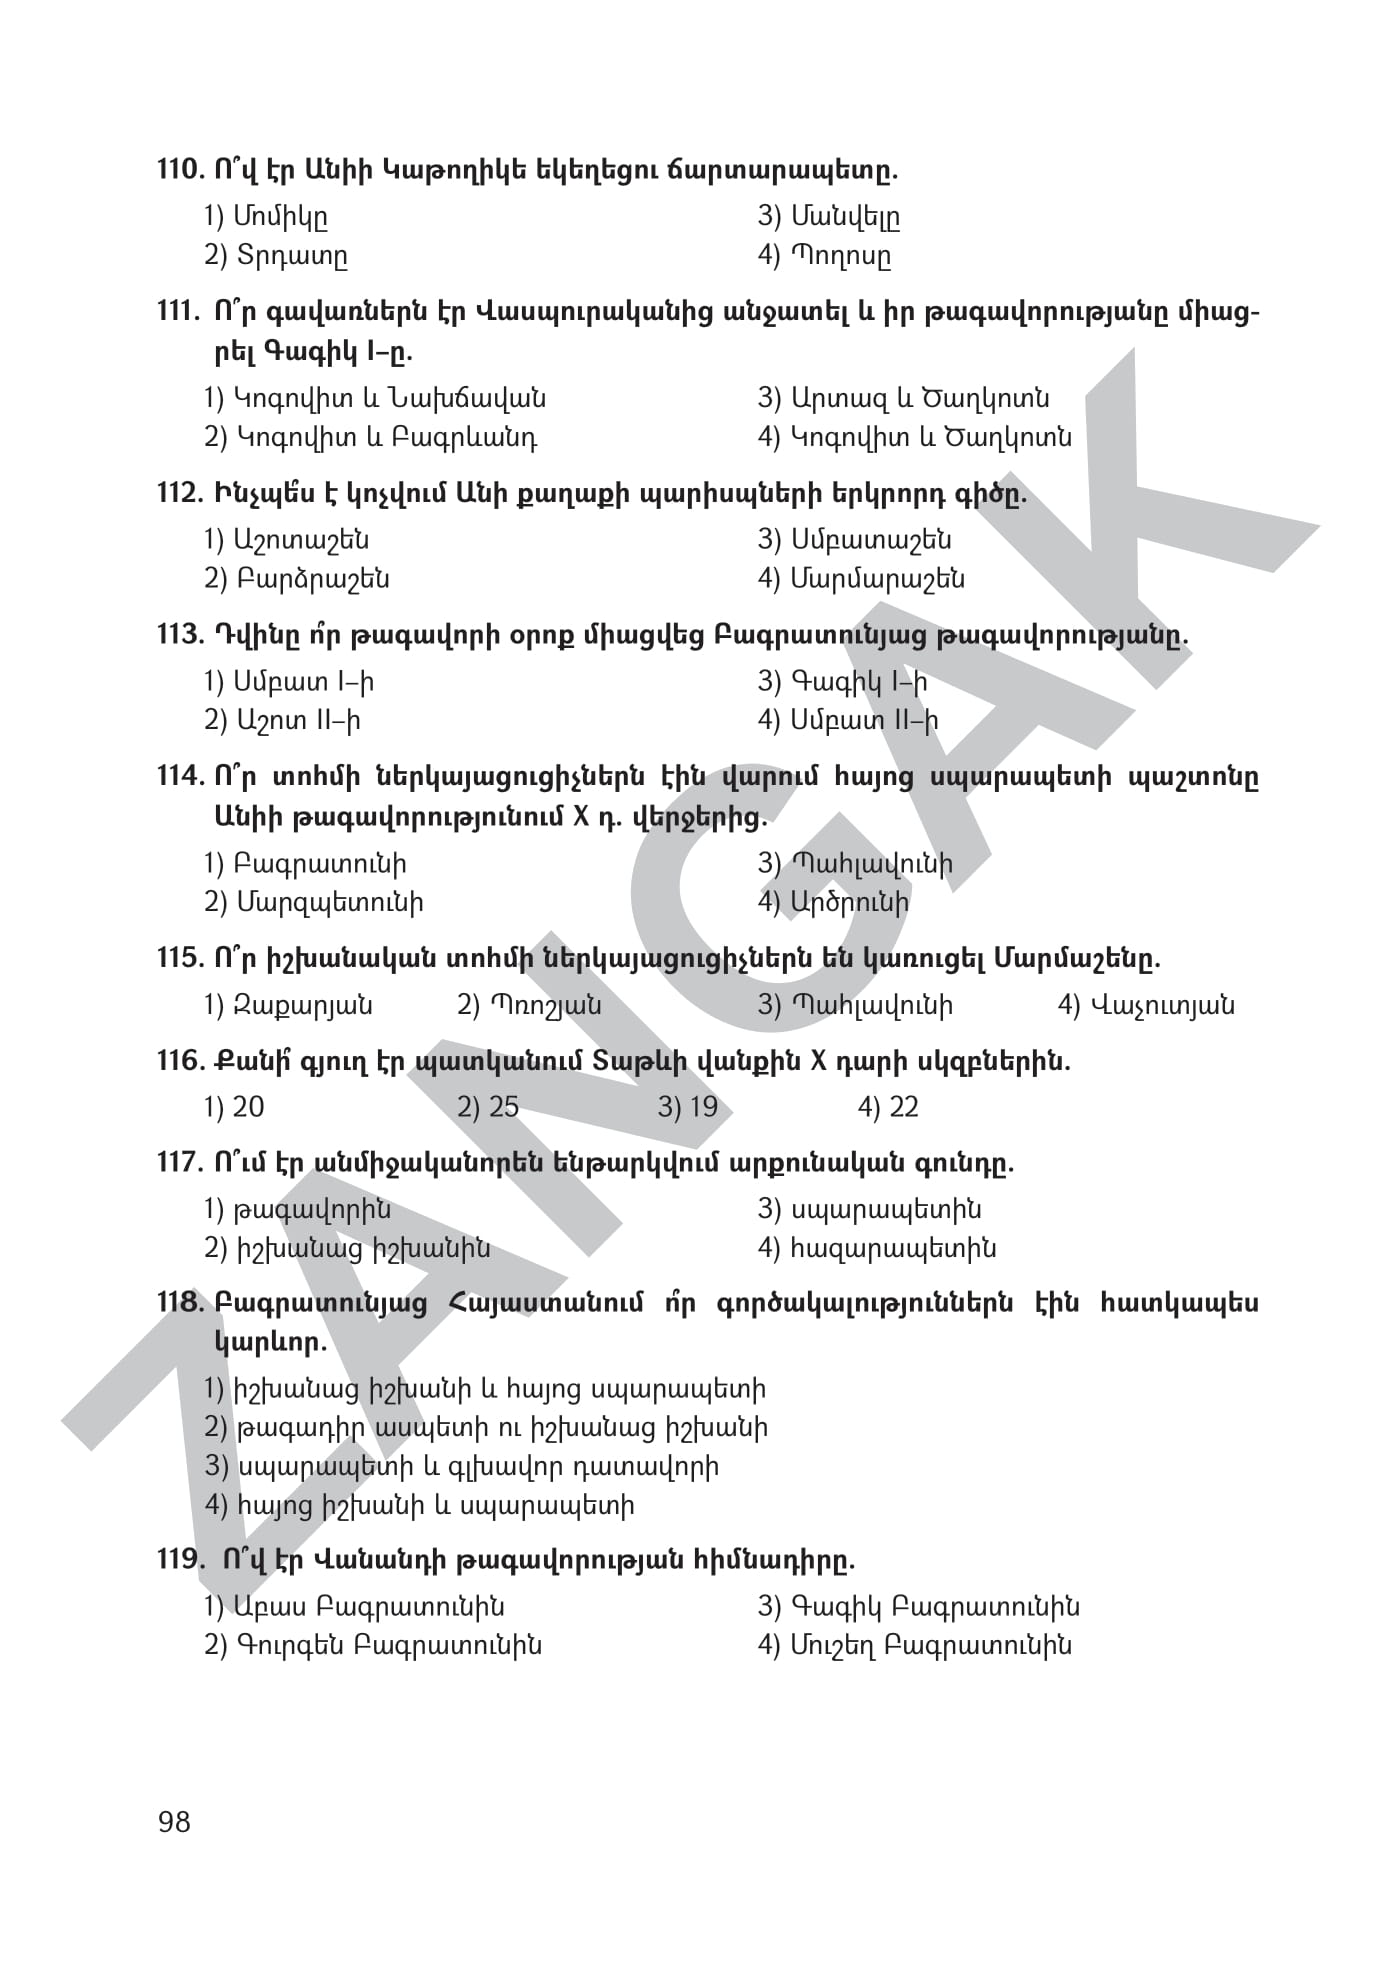 110. Ո՞վ էր Անիի Կաթողիկե եկեղեցու ճարտարապետը.
1) Մոմիկը 3) Մանվելը
2) Տրդատը 4) Պողոսը
111. Ո՞ր գավառներն էր Վասպուրականից անջատել և իր թագավորությանը միաց-
րել Գագիկ I–ը.
1) Կոգովիտ և Նախճավան 3) Արտազ և Ծաղկոտն
2) Կոգովիտ և Բագրևանդ 4) Կոգովիտ և Ծաղկոտն
112. Ինչպե՞ս է կոչվում Անի քաղաքի պարիսպների երկրորդ գիծը.
1) Աշոտաշեն 3) Սմբատաշեն
2) Բարձրաշեն 4) Մարմարաշեն
113. Դվինը ո՞ր թագավորի օրոք միացվեց Բագրատունյաց թագավորությանը.
1) Սմբատ I–ի 3) Գագիկ I–ի
2) Աշոտ II–ի 4) Սմբատ II–ի
114. Ո՞ր տոհմի ներկայացուցիչներն էին վարում հայոց սպարապետի պաշտոնը
Անիի թագավորությունում X դ. վերջերից.
1) Բագրատունի 3) Պահլավունի
2) Մարզպետունի 4) Արծրունի
115. Ո՞ր իշխանական տոհմի ներկայացուցիչներն են կառուցել Մարմաշենը.
1) Զաքարյան 2) Պռոշյան 3) Պահլավունի 4) Վաչուտյան
116. Քանի՞ գյուղ էր պատկանում Տաթևի վանքին X դարի սկզբներին.
1) 20 2) 25 3) 19 4) 22
117. Ո՞ւմ էր անմիջականորեն ենթարկվում արքունական գունդը.
1) թագավորին 3) սպարապետին
2) իշխանաց իշխանին 4) հազարապետին
118. Բագրատունյաց Հայաստանում ո՞ր գործակալություններն էին հատկապես
կարևոր.
1) իշխանաց իշխանի և հայոց սպարապետի
2) թագադիր ասպետի ու իշխանաց իշխանի
3) սպարապետի և գլխավոր դատավորի
4) հայոց իշխանի և սպարապետի
119. Ո՞վ էր Վանանդի թագավորության հիմնադիրը.
1) Աբաս Բագրատունին 3) Գագիկ Բագրատունին
2) Գուրգեն Բագրատունին 4) Մուշեղ Բագրատունին
98
ZANGAK